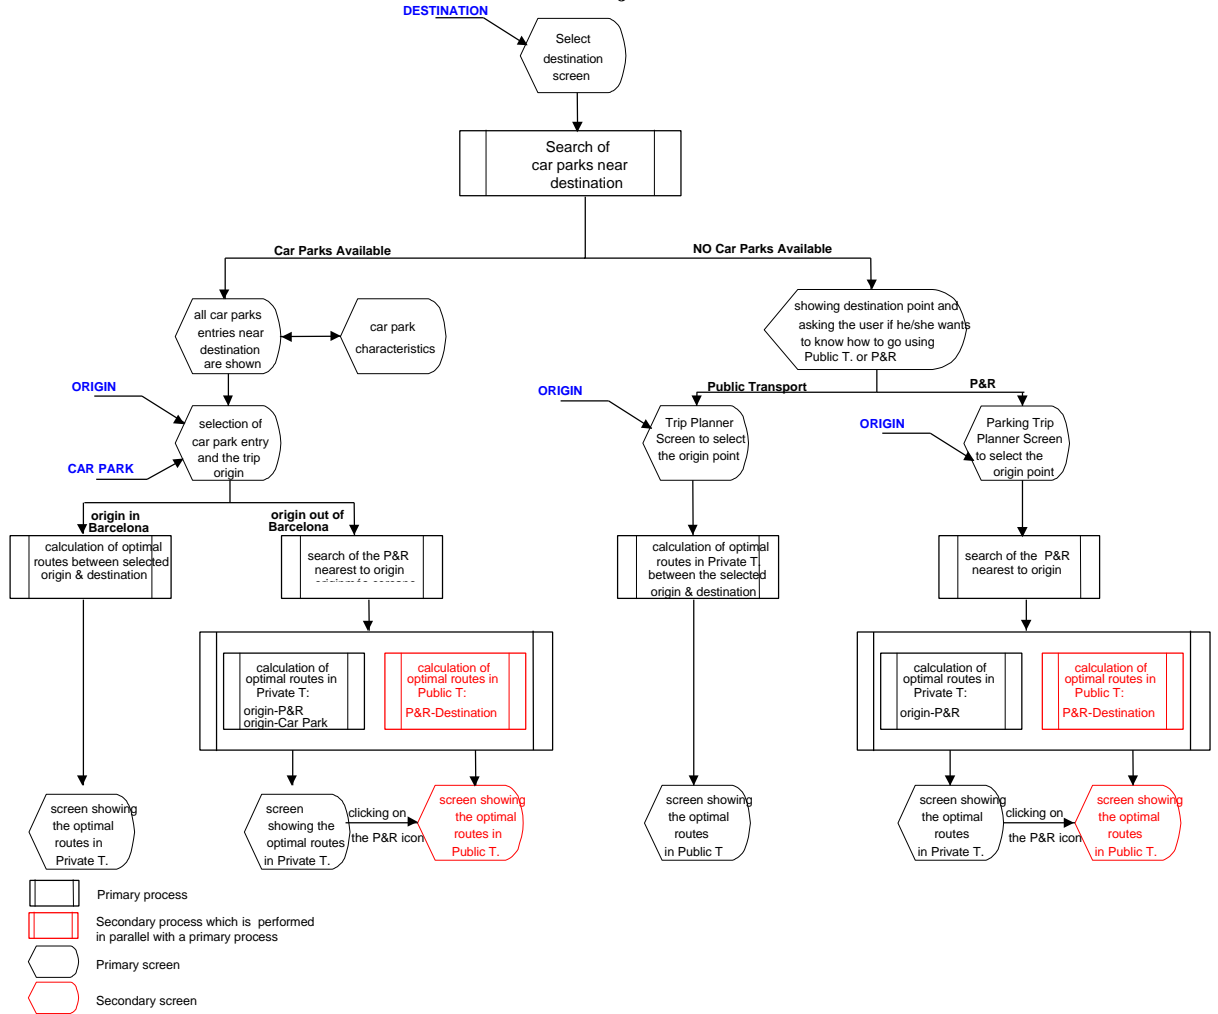 DESTINATION
Select
destination
screen
Search of
car parks near
destination
Car Parks Available
NO Car Parks Available
all car parks
entries near
destination
are shown
car park
characteristics
showing destination point and
asking the user if he/she wants
to know how to go using
Public T. or P&R
ORIGIN
selection of
car park entry
and the trip
origin
CAR PARK
Public Transport
P&R
ORIGIN
Trip Planner
Screen to select
the origin point
ORIGIN
Parking Trip
Planner Screen
to select the
origin point
origin in
Barcelona
origin out of
Barcelona
calculation of optimal
routes between selected
origin & destination
search of the P&R
nearest to origin
calculation of optimal
routes in Private T.
between the selected
origin & destination
search of the P&R
nearest to origin
calculation of
optimal routes in
Private T:
origin-P&R
origin-Car Park
calculation of
optimal routes in
Public T:
P&R-Destination
calculation of
optimal routes in
Private T:
origin-P&R
calculation of
optimal routes in
Public T:
P&R-Destination
screen showing
the optimal
routes in
Private T.
screen
showing the
optimal routes
in Private T.
clicking on
the P&R icon
screen showing
the optimal
routes in
Public T.
screen showing
the optimal
routes
in Public T
screen showing
the optimal
routes
in Private T.
clicking on
the P&R icon
screen showing
the optimal
routes
in Public T.
Primary process
Secondary process which is performed
in parallel with a primary process
Primary screen
Secondary screen